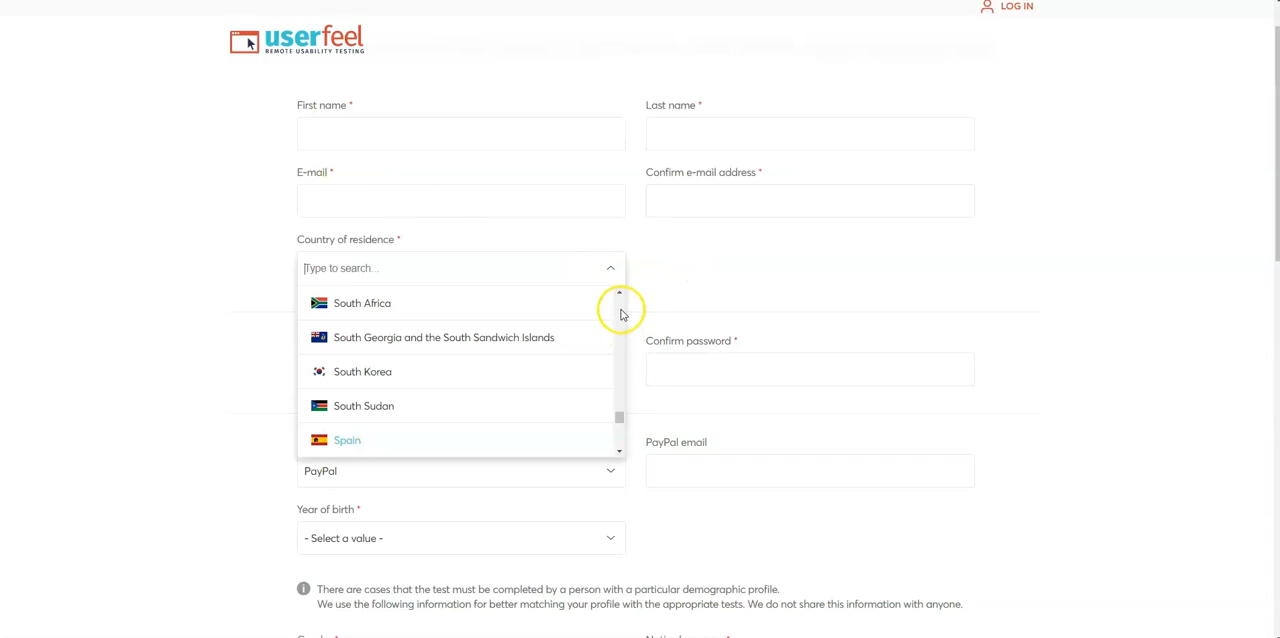 LOG IN
userfeel
REMOTE USABILITY TESTING
First name *
Last name *
E-mail *
Confirm e-mail address *
Country of residence *
Type to search...
South Africa
South Georgia and the South Sandwich Islands
South Korea
Confirm password *
South Sudan
Spain
PayPal email
PayPal
Year of birth *
- Select a value -
There are cases that the test must be completed by a person with a particular demographic profile.
We use the following information for better matching your profile with the appropriate tests. We do not share this information with anyone.